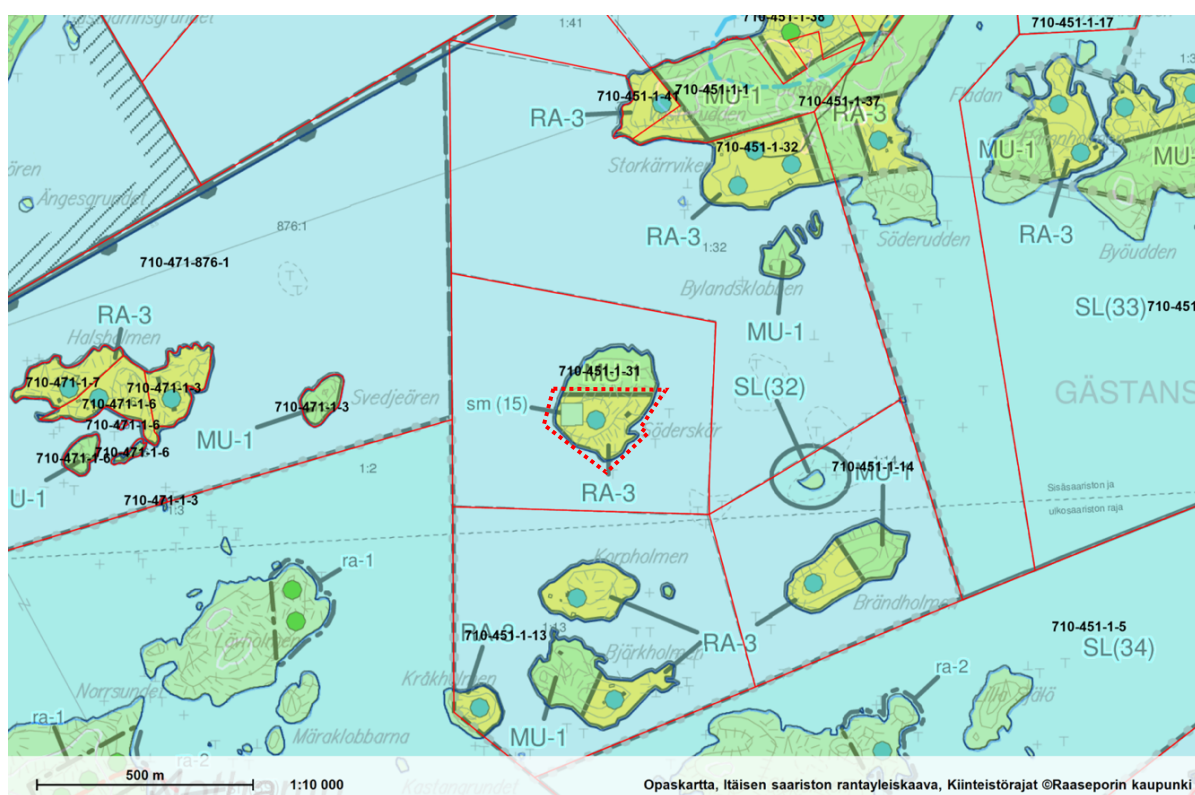 710-451-1-38
710-451-1-17
1:41
Ängesgrundet
710-451-1-41
710-451-1-1
MU-1
RA-3
710-451-1-37
RA-3
Flädan
710-451-1-32
MU-1
MU-
Storkärrviken
RA-3
1:32
Söderudden
RA-3
Byöudden
876:1
710-471-876-1
Bylandsklobben
MU-1
SL(33)
710-451
RA-3
Halsholmen
710-471-1-7
710-471-1-3
710-471-1-6
710-471-1-6
710-471-1-6
710-471-1-6
710-471-1-3
Svedjeören
MU-1
U-1
710-451-1-31
MU-1
sm (15)
Söderskär
RA-3
SL(32)
GÄSTANS
710-451-1-14
MU-1
1:2
710-471-1-3
1:3
Sisäsaariston ja
ulkosaariston raja
ra-1
Lövholmen
Korpholmen
Brändholmen
RA-3
710-451-1-13
1:13
RA-3
Björkholmen
Kråkholmen
MU-1
710-451-1-5
SL(34)
ra-2
Norrsundet
ra-1
Märaklobbarna
ra-2
Kastangrundet
500 m
1:10 000
Opaskartta, Itäisen saariston rantayleiskaava, Kiinteistörajat ©Raaseporin kaupunki